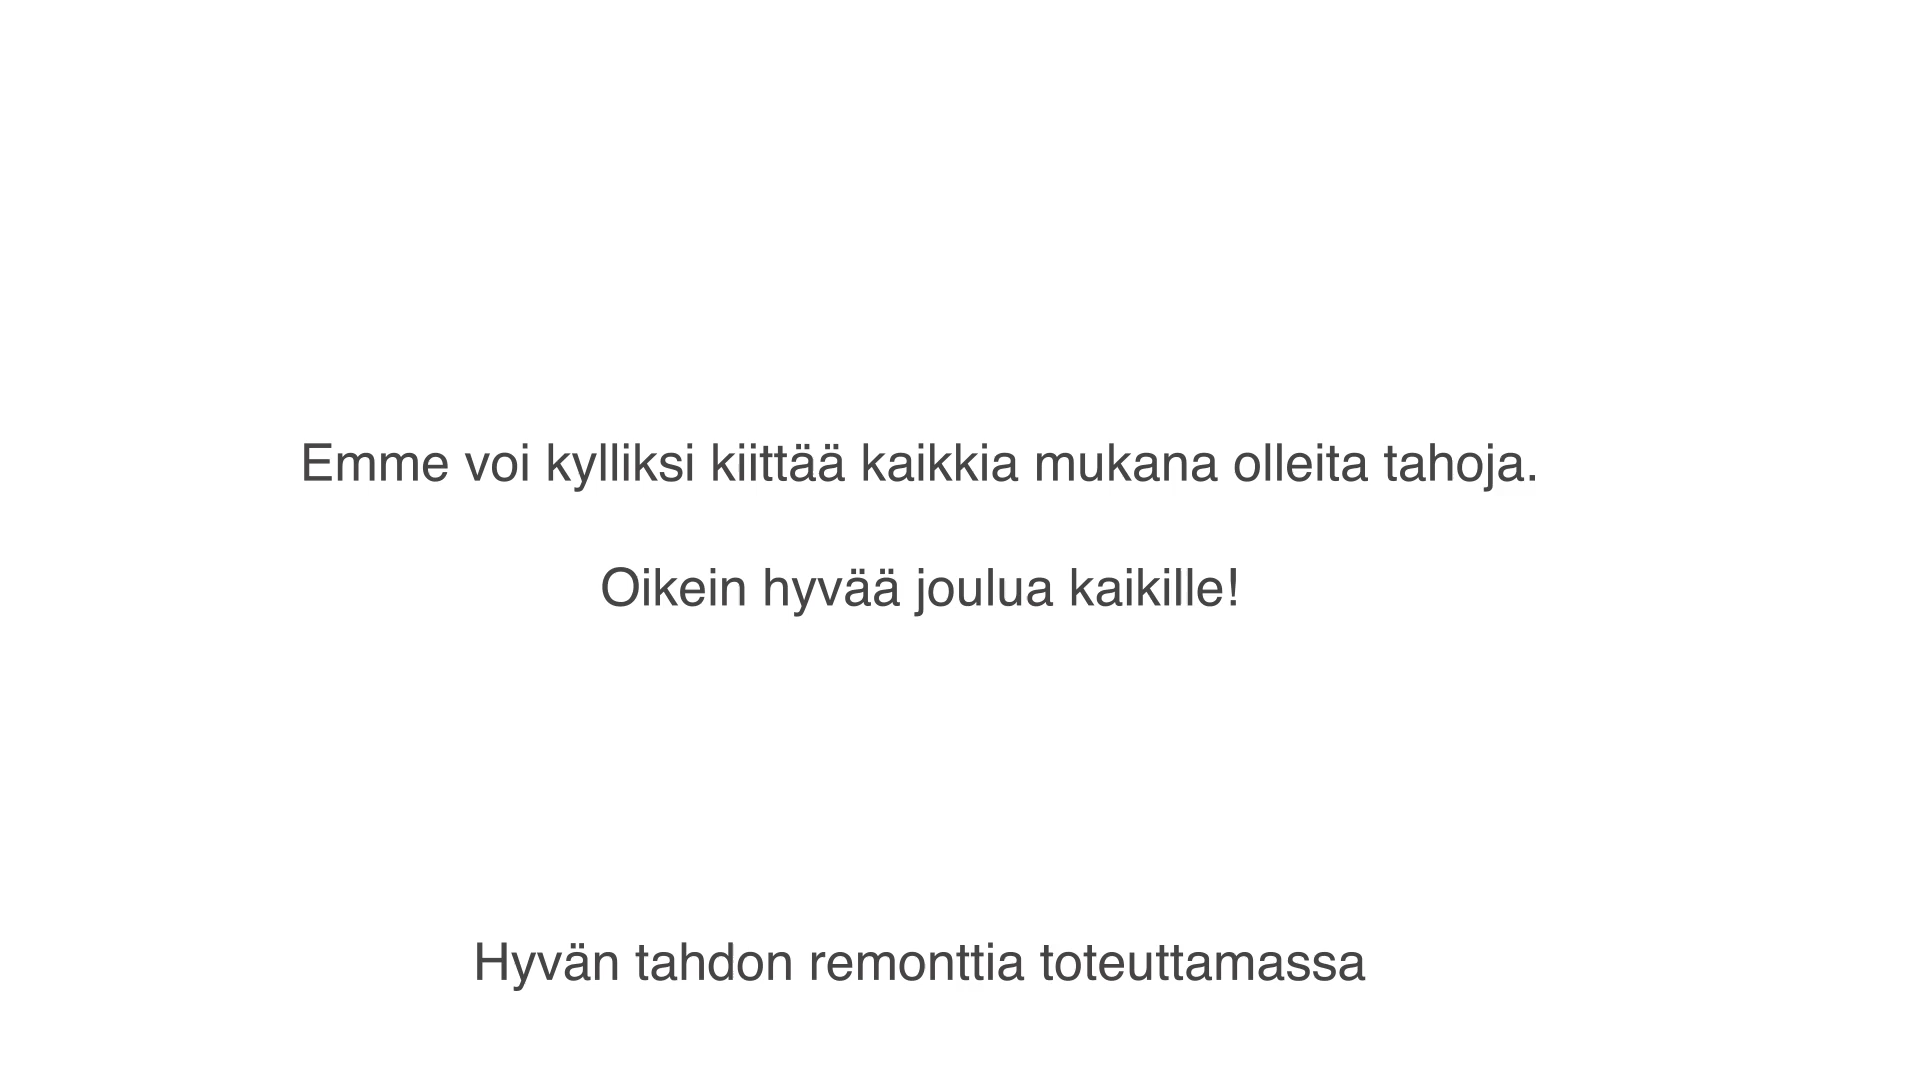 Emme voi kylliksi kiittää kaikkia mukana olleita tahoja.
Oikein hyvää joulua kaikille!
Hyvän tahdon remonttia toteuttamassa